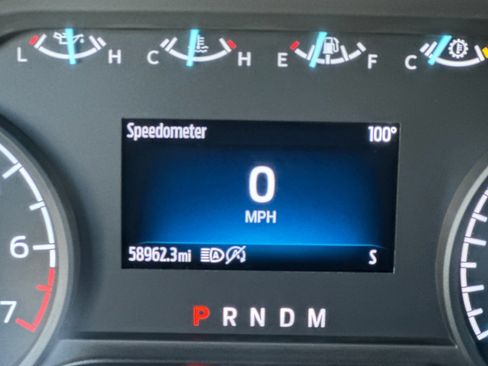 L H C H E F C
Speedometer 100°
0
MPH
58962.3mi A A S
6
7
P R N D M